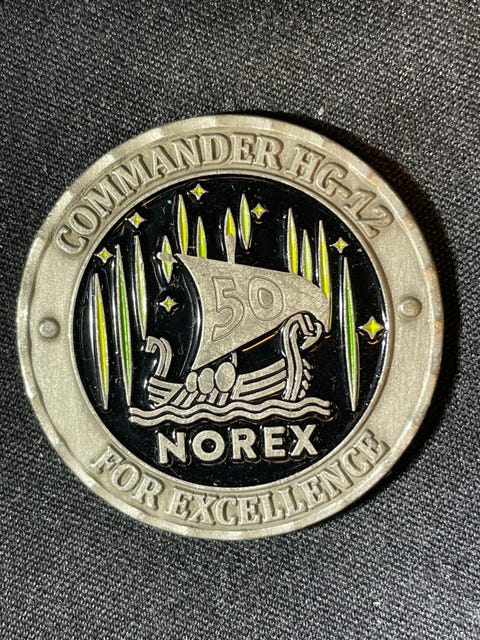 COMMANDER HG-12
50
NOREX
FOR EXCELLENCE